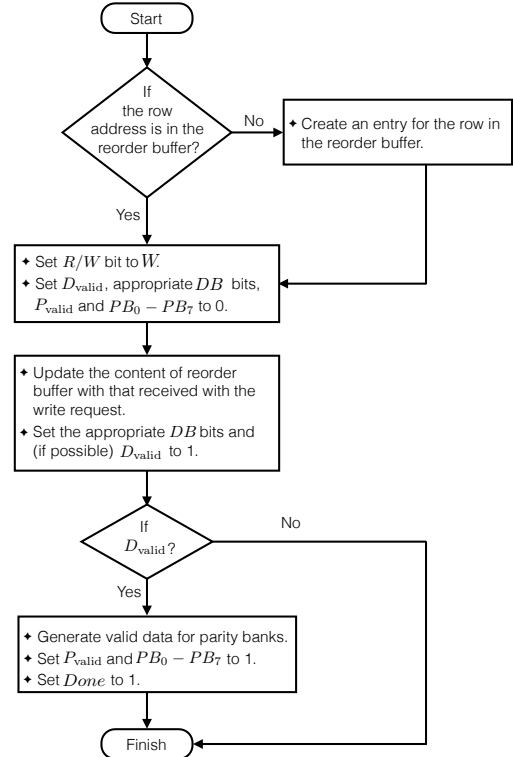 Start
If
the row
address is in the
reorder buffer?
No
✦ Create an entry for the row in
the reorder buffer.
Yes
✦ Set R/W bit to W.
✦ Set D_valid, appropriate DB bits,
P_valid and PB_0 − PB_7 to 0.
✦ Update the content of reorder
buffer with that received with the
write request.
✦ Set the appropriate DB bits and
(if possible) D_valid to 1.
If
D_valid?
No
Yes
✦ Generate valid data for parity banks.
✦ Set P_valid and PB_0 − PB_7 to 1.
✦ Set Done to 1.
Finish